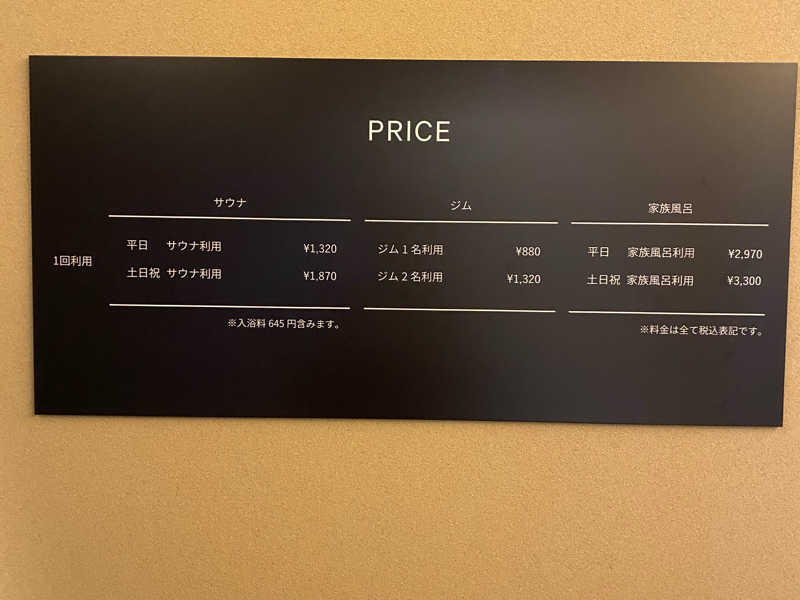 PRICE
サウナ
ジム
家族風呂
1回利用
平日 サウナ利用 ¥1,320
土日祝 サウナ利用 ¥1,870
※入浴料 645 円含みます。
ジム 1 名利用 ¥880
ジム 2 名利用 ¥1,320
平日 家族風呂利用 ¥2,970
土日祝 家族風呂利用 ¥3,300
※料金は全て税込表記です。